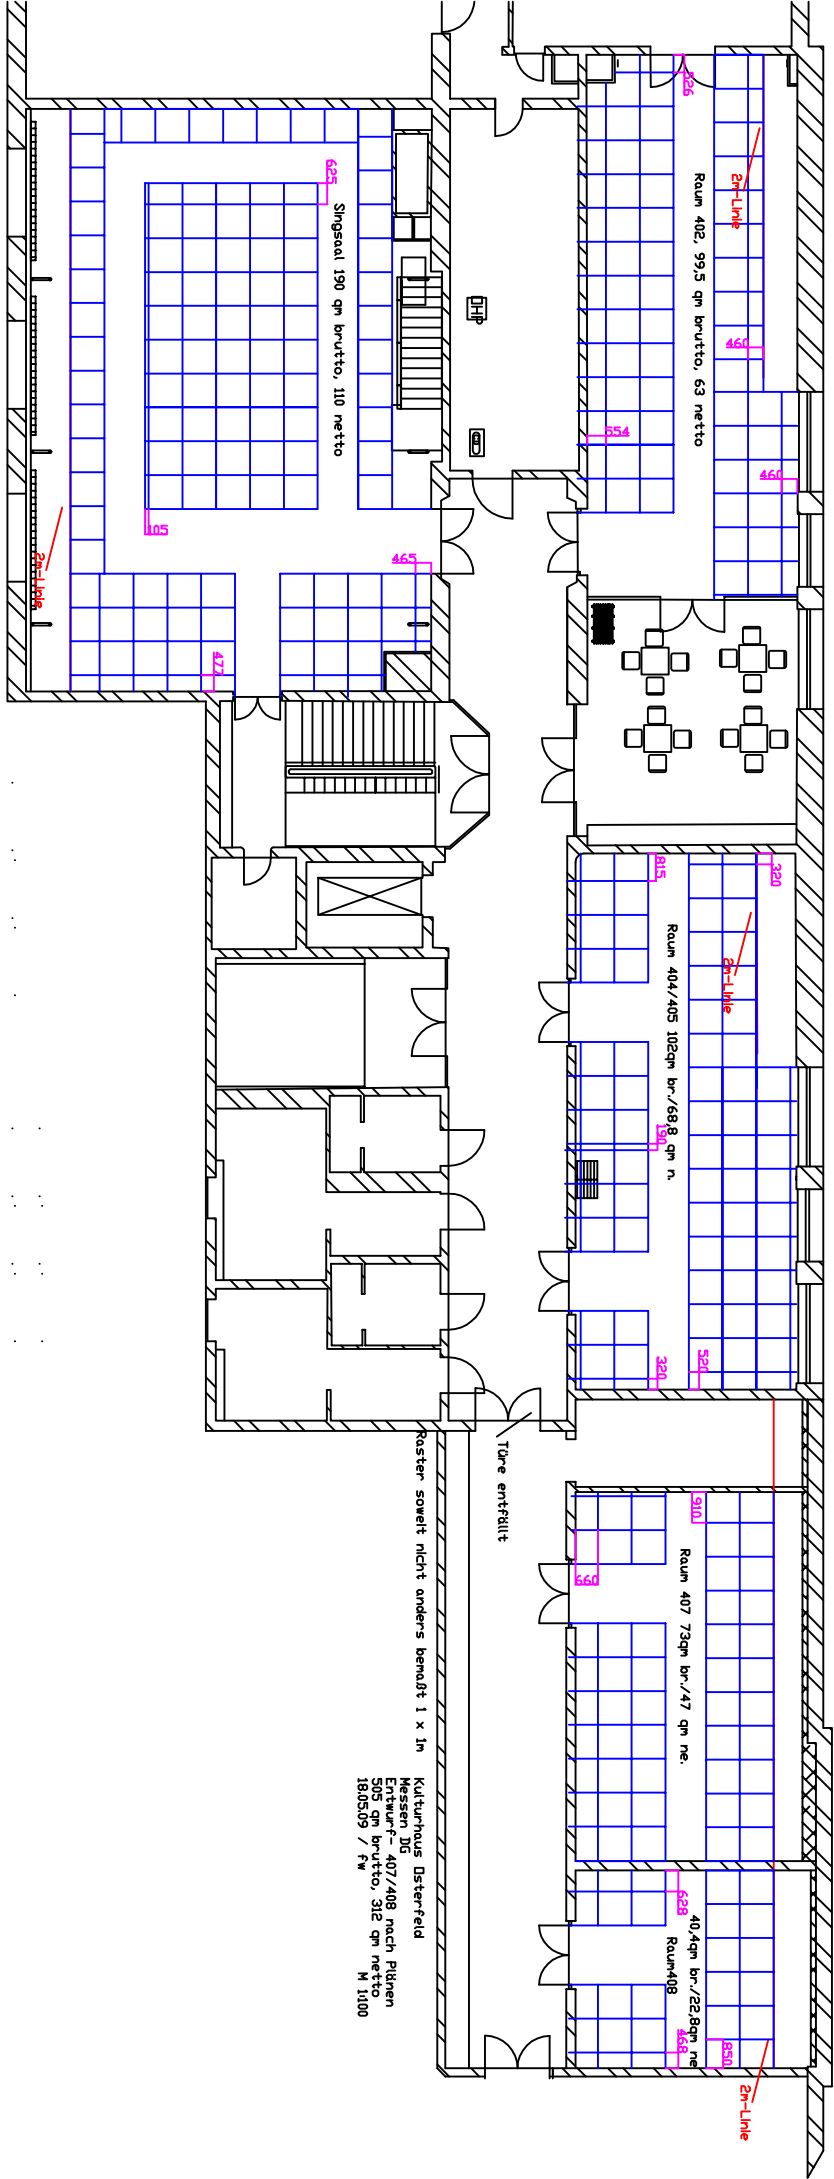 626
2m-Linie
Raum 402, 99,5 qm brutto, 63 netto
460
554
460
625
Singsaal 190 qm brutto, 110 netto
OHP
105
465
2m-Linie
477
815
320
2m-Linie
Raum 404/405 102qm br./68,8 qm n.
190
320
520
Türe entfällt
Raster soweit nicht anders bemaßt 1 x 1m
910
660
Raum 407 73qm br./47 qm ne.
Kulturhaus Osterfeld
Messen DG
Entwurf- 407/408 nach Plänen
505 qm brutto, 312 qm netto
18.05.09 / fw M 1:100
628
40,4qm br./22,8qm ne
Raum408
468
850
2m-Linie